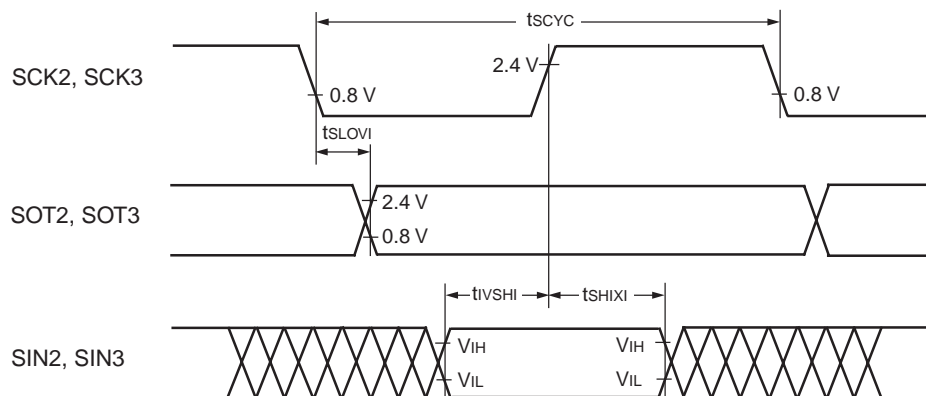 tSCYC
SCK2, SCK3
2.4 V
0.8 V
0.8 V
tSLOVI
SOT2, SOT3
2.4 V
0.8 V
tIVSHI
tSHIXI
SIN2, SIN3
VIH
VIH
VIL
VIL